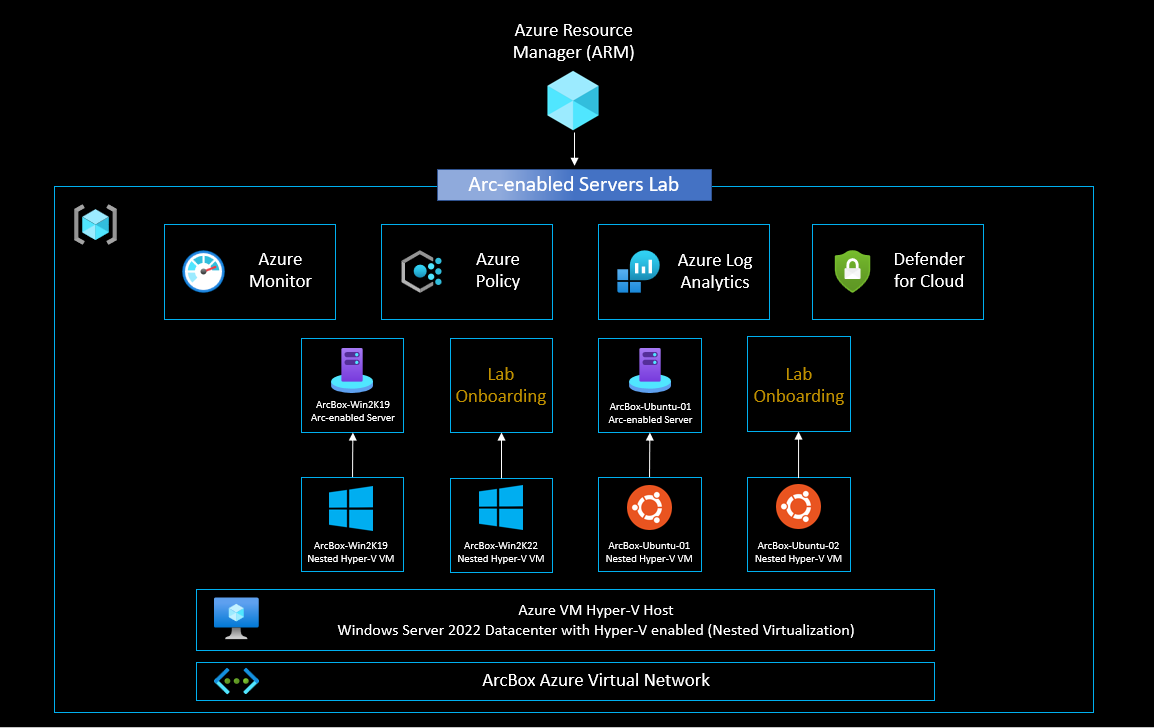 Azure Resource
Manager (ARM)
Arc-enabled Servers Lab
Azure
Monitor
Azure
Policy
Azure Log
Analytics
Defender
for Cloud
ArcBox-Win2K19
Arc-enabled Server
Lab
Onboarding
ArcBox-Ubuntu-01
Arc-enabled Server
Lab
Onboarding
ArcBox-Win2K19
Nested Hyper-V VM
ArcBox-Win2K22
Nested Hyper-V VM
ArcBox-Ubuntu-01
Nested Hyper-V VM
ArcBox-Ubuntu-02
Nested Hyper-V VM
Azure VM Hyper-V Host
Windows Server 2022 Datacenter with Hyper-V enabled (Nested Virtualization)
ArcBox Azure Virtual Network